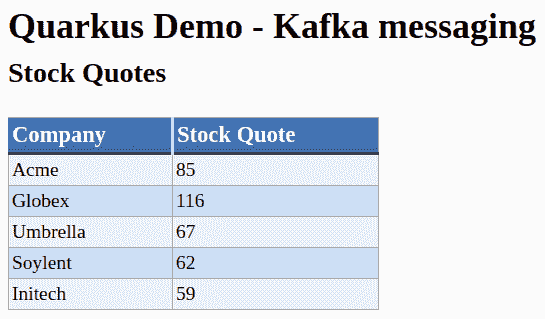 Quarkus Demo - Kafka messaging
Stock Quotes
Company Stock Quote
Acme 85
Globex 116
Umbrella 67
Soylent 62
Initech 59